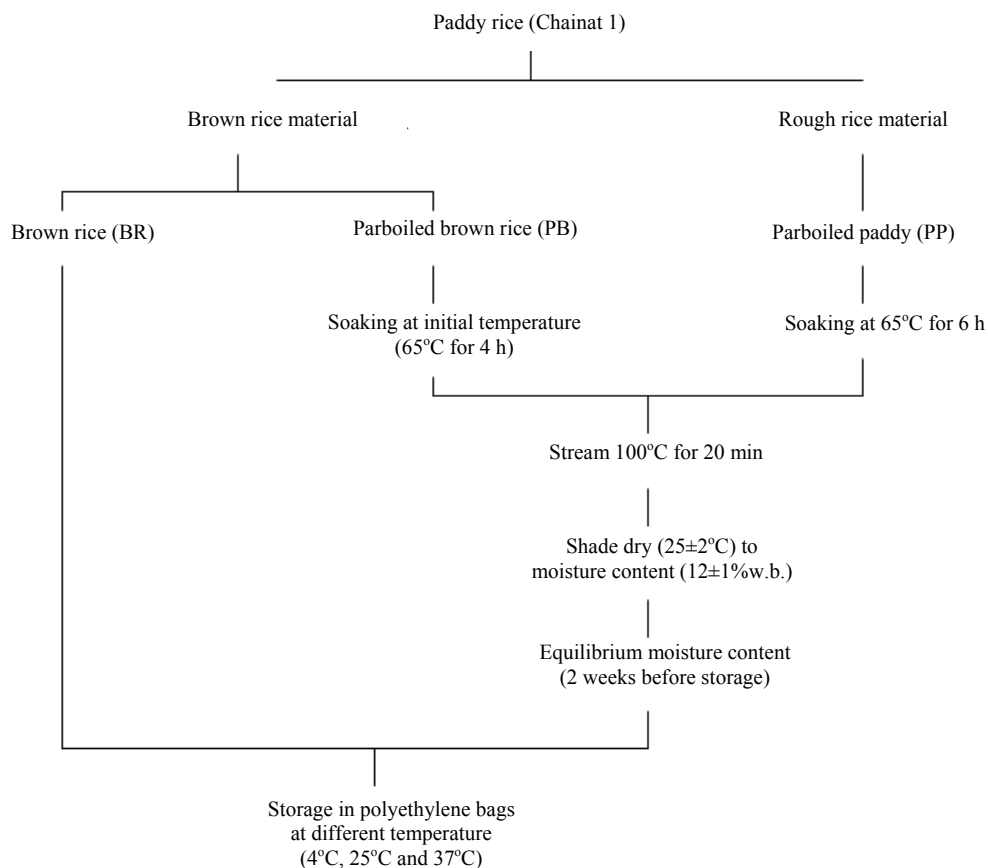 Paddy rice (Chainat 1)
Brown rice material
Rough rice material
Brown rice (BR)
Parboiled brown rice (PB)
Parboiled paddy (PP)
Soaking at initial temperature
(65ºC for 4 h)
Soaking at 65ºC for 6 h
Stream 100ºC for 20 min
Shade dry (25±2ºC) to
moisture content (12±1%w.b.)
Equilibrium moisture content
(2 weeks before storage)
Storage in polyethylene bags
at different temperature
(4ºC, 25ºC and 37ºC)